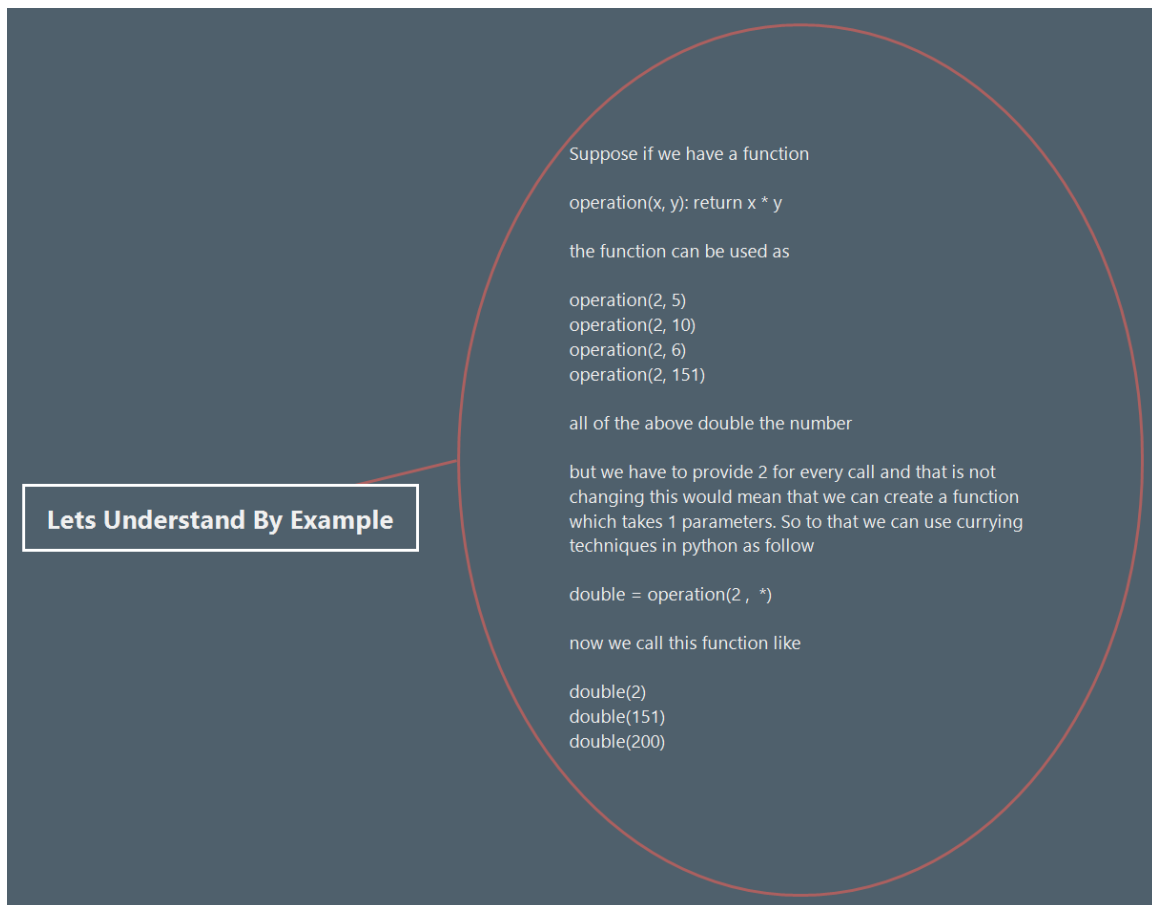 Suppose if we have a function
operation(x, y): return x * y
the function can be used as
operation(2, 5)
operation(2, 10)
operation(2, 6)
operation(2, 151)
all of the above double the number
but we have to provide 2 for every call and that is not
changing this would mean that we can create a function
which takes 1 parameters. So to that we can use currying
techniques in python as follow
double = operation(2 ,  *)
now we call this function like
double(2)
double(151)
double(200)
Lets Understand By Example